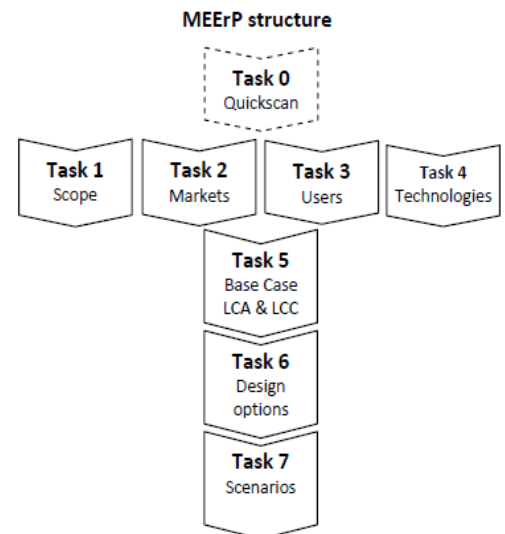 MEErP structure
Task 0
Quickscan
Task 1
Scope
Task 2
Markets
Task 3
Users
Task 4
Technologies
Task 5
Base Case
LCA & LCC
Task 6
Design
options
Task 7
Scenarios